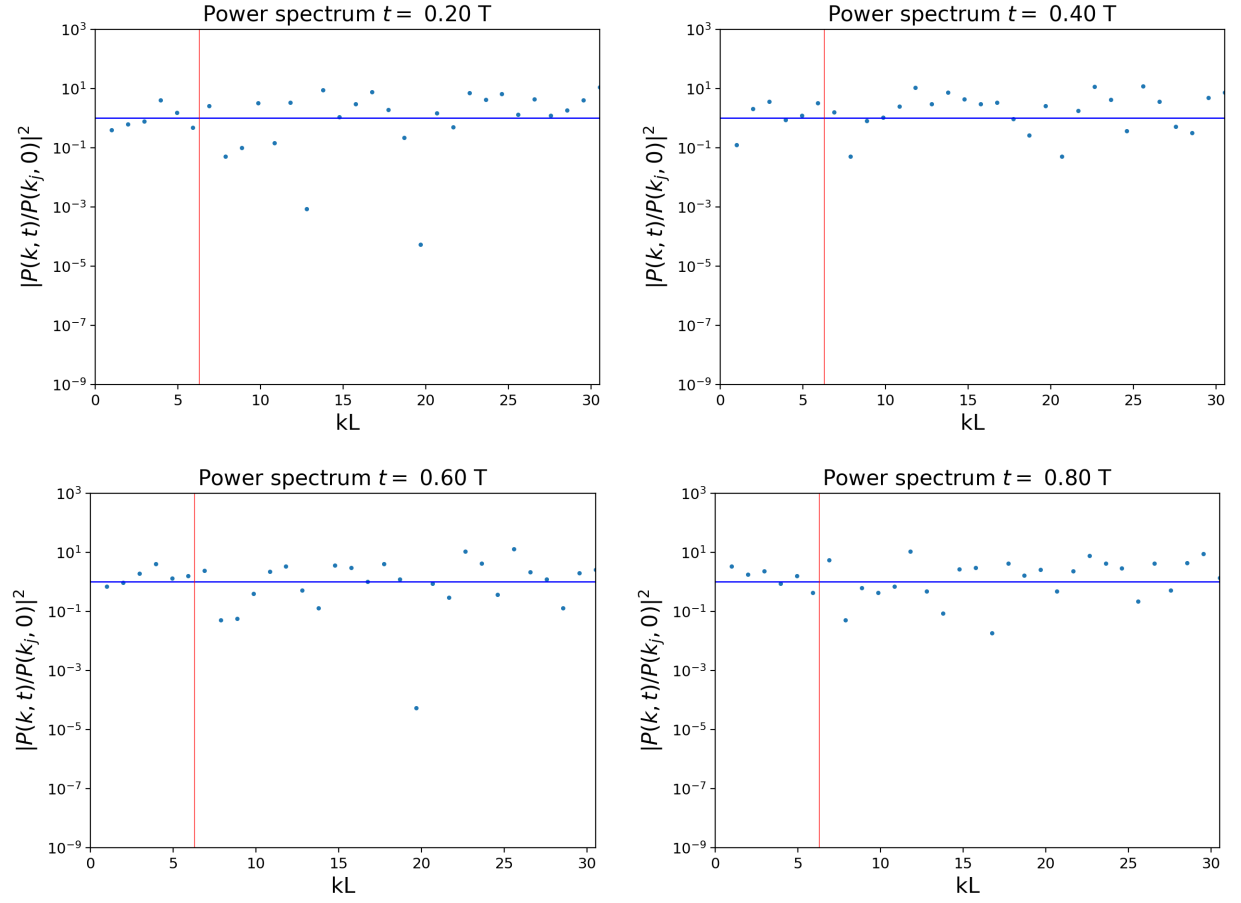 Power spectrum t = 0.20 T
|P(k, t)/P(k_j, 0)|^2
10^3
10^1
10^-1
10^-3
10^-5
10^-7
10^-9
0 5 10 15 20 25 30
kL
Power spectrum t = 0.40 T
|P(k, t)/P(k_j, 0)|^2
10^3
10^1
10^-1
10^-3
10^-5
10^-7
10^-9
0 5 10 15 20 25 30
kL
Power spectrum t = 0.60 T
|P(k, t)/P(k_j, 0)|^2
10^3
10^1
10^-1
10^-3
10^-5
10^-7
10^-9
0 5 10 15 20 25 30
kL
Power spectrum t = 0.80 T
|P(k, t)/P(k_j, 0)|^2
10^3
10^1
10^-1
10^-3
10^-5
10^-7
10^-9
0 5 10 15 20 25 30
kL